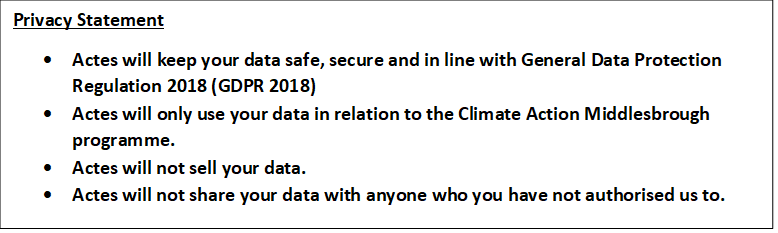 Privacy Statement
• Actes will keep your data safe, secure and in line with General Data Protection
Regulation 2018 (GDPR 2018)
• Actes will only use your data in relation to the Climate Action Middlesbrough
programme.
• Actes will not sell your data.
• Actes will not share your data with anyone who you have not authorised us to.